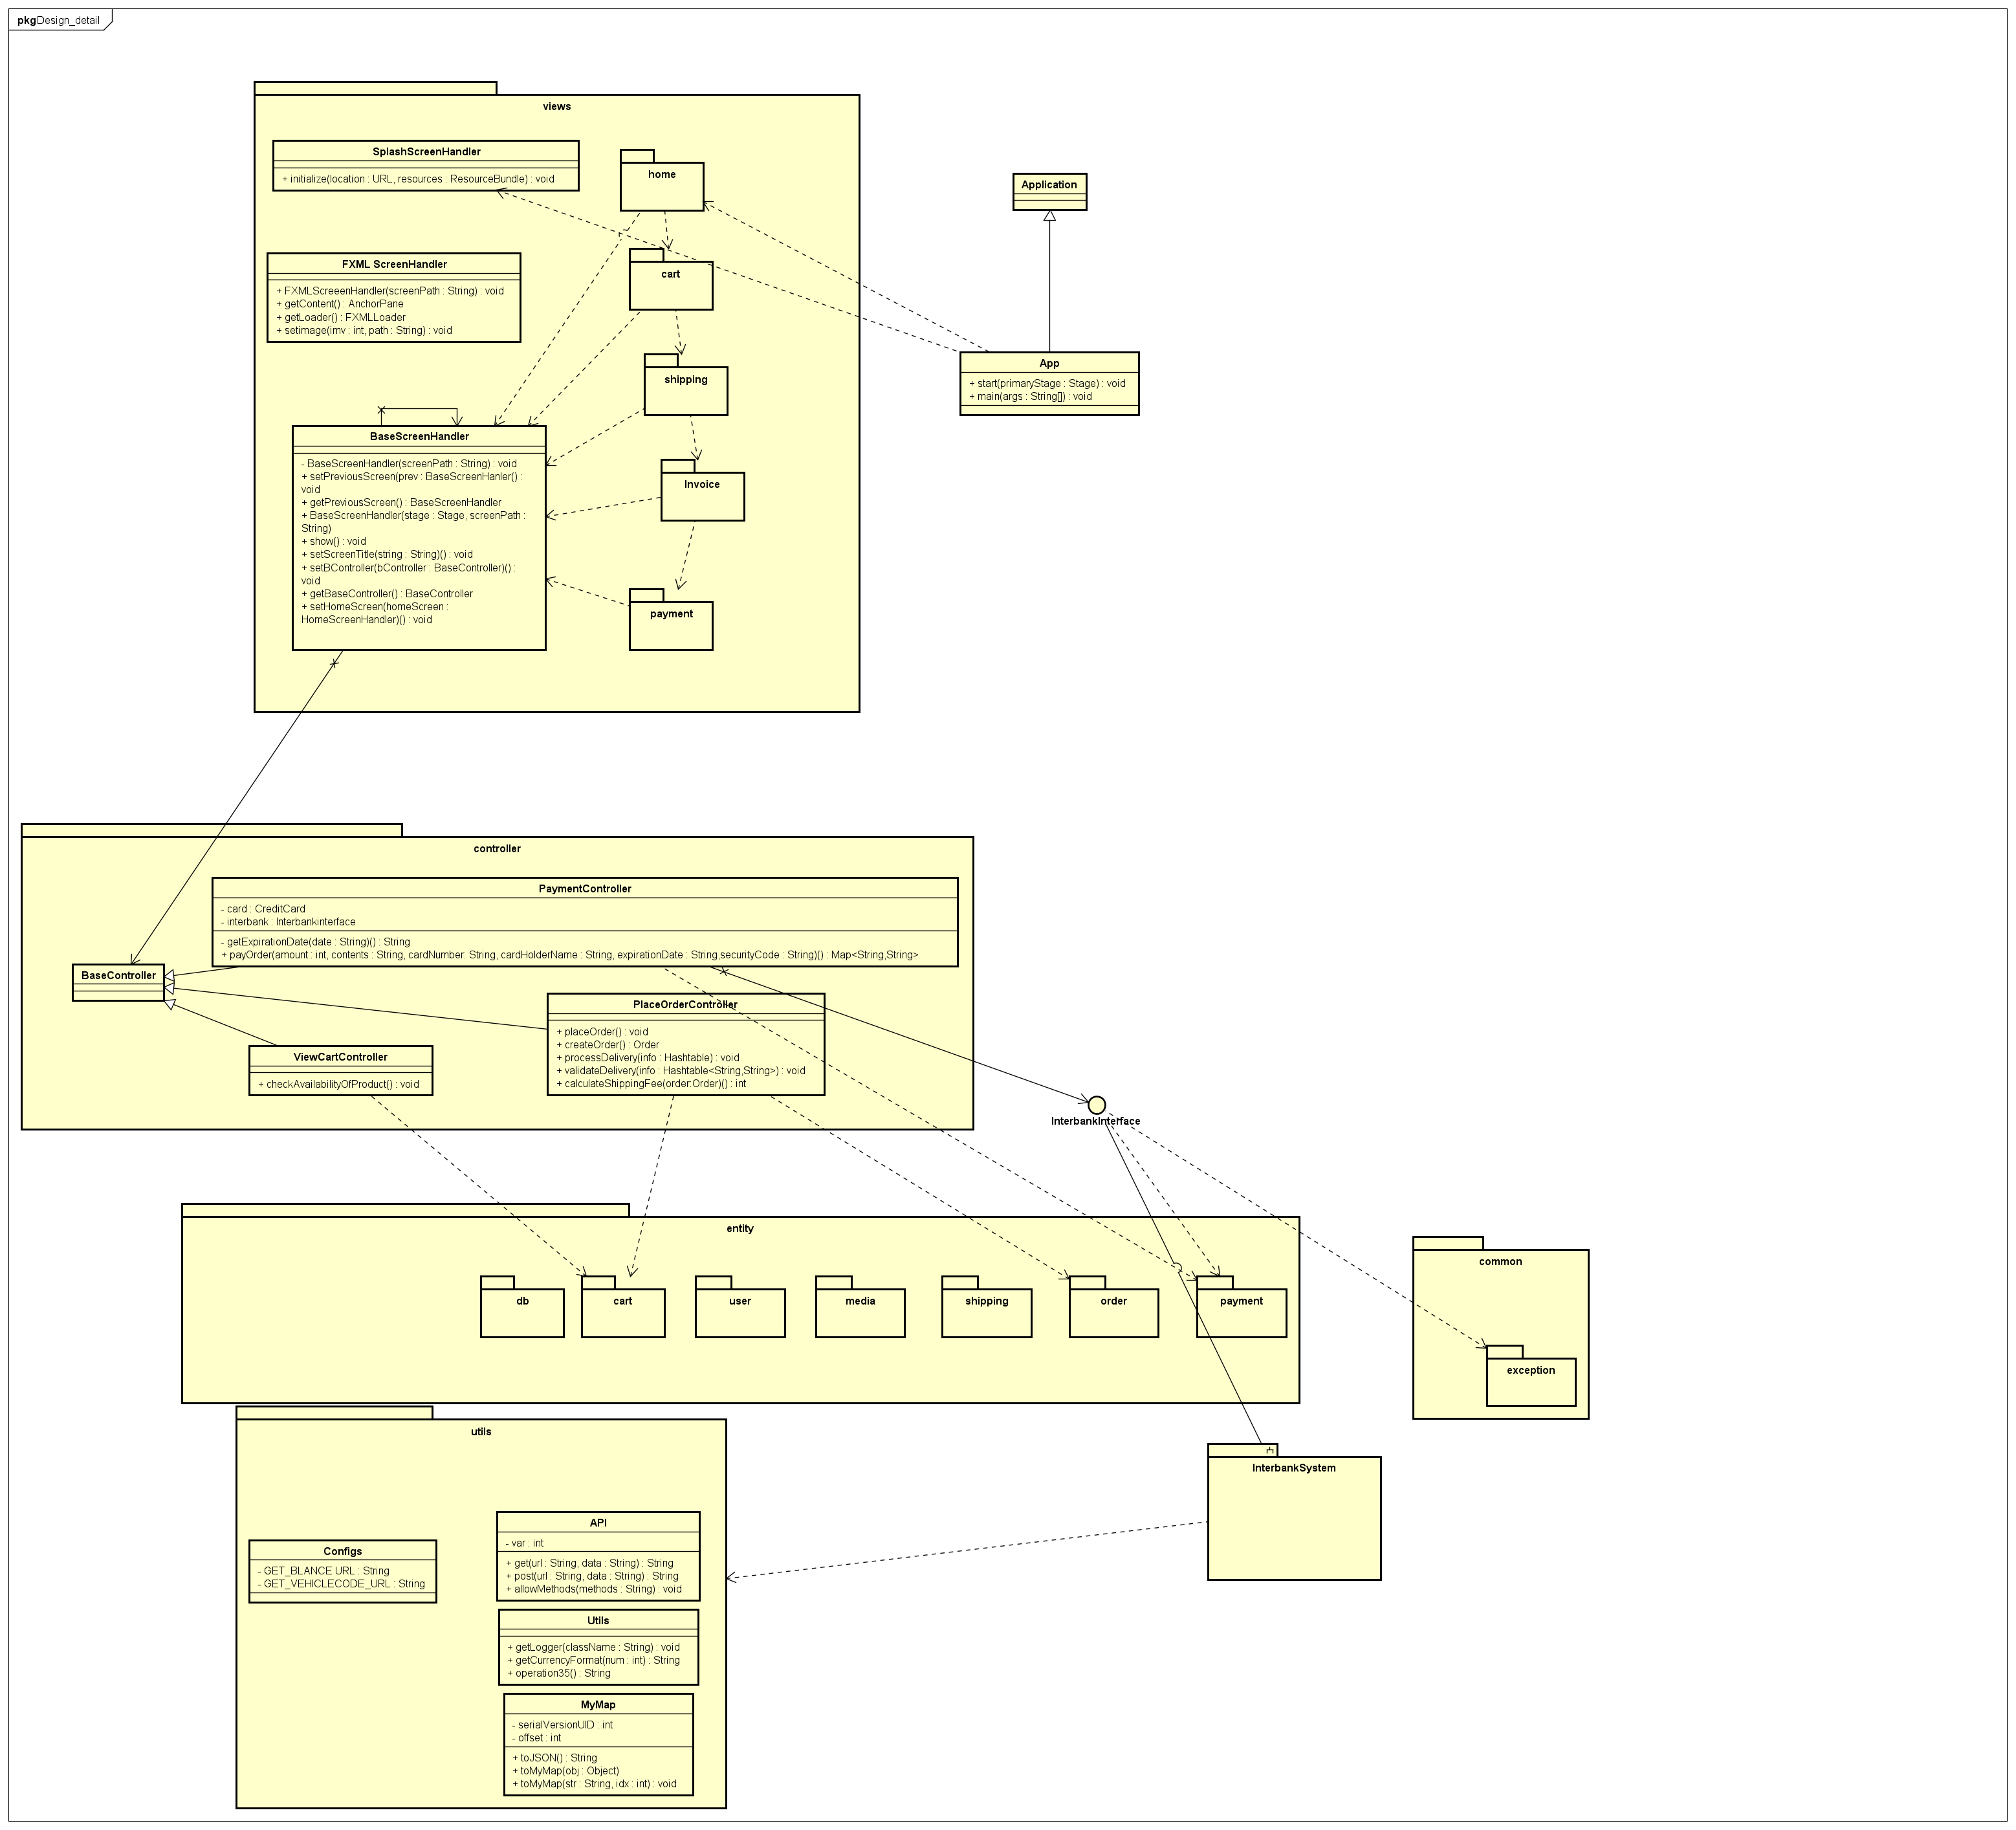 pkg Design_detail
views
SplashScreenHandler
+ initialize(location : URL, resources : ResourceBundle) : void
home
Application
cart
FXML ScreenHandler
+ FXMLScreeenHandler(screenPath : String) : void
+ getContent() : AnchorPane
+ getLoader() : FXMLLoader
+ setimage(imv : int, path : String) : void
shipping
App
+ start(primaryStage : Stage) : void
+ main(args : String[]) : void
BaseScreenHandler
- BaseScreenHandler(screenPath : String) : void
+ setPreviousScreen(prev : BaseScreenHanler() :
void
+ getPreviousScreen() : BaseScreenHandler
+ BaseScreenHandler(stage : Stage, screenPath :
String)
+ show() : void
+ setScreenTitle(string : String)() : void
+ setBController(bController : BaseController)() :
void
+ getBaseController() : BaseController
+ setHomeScreen(homeScreen :
HomeScreenHandler)() : void
Invoice
payment
controller
PaymentController
- card : CreditCard
- interbank : Interbankinterface
- getExpirationDate(date : String)() : String
+ payOrder(amount : int, contents : String, cardNumber: String, cardHolderName : String, expirationDate : String,securityCode : String)() : Map<String,String>
BaseController
PlaceOrderController
+ placeOrder() : void
+ createOrder() : Order
+ processDelivery(info : Hashtable) : void
+ validateDelivery(info : Hashtable<String,String>) : void
+ calculateShippingFee(order:Order)() : int
ViewCartController
+ checkAvailabilityOfProduct() : void
InterbankInterface
entity
db
cart
user
media
shipping
order
payment
common
exception
utils
InterbankSystem
API
- var : int
+ get(url : String, data : String) : String
+ post(url : String, data : String) : String
+ allowMethods(methods : String) : void
Configs
- GET_BLANCE URL : String
- GET_VEHICLECODE_URL : String
Utils
+ getLogger(className : String) : void
+ getCurrencyFormat(num : int) : String
+ operation35() : String
MyMap
- serialVersionUID : int
- offset : int
+ toJSON() : String
+ toMyMap(obj : Object)
+ toMyMap(str : String, idx : int) : void